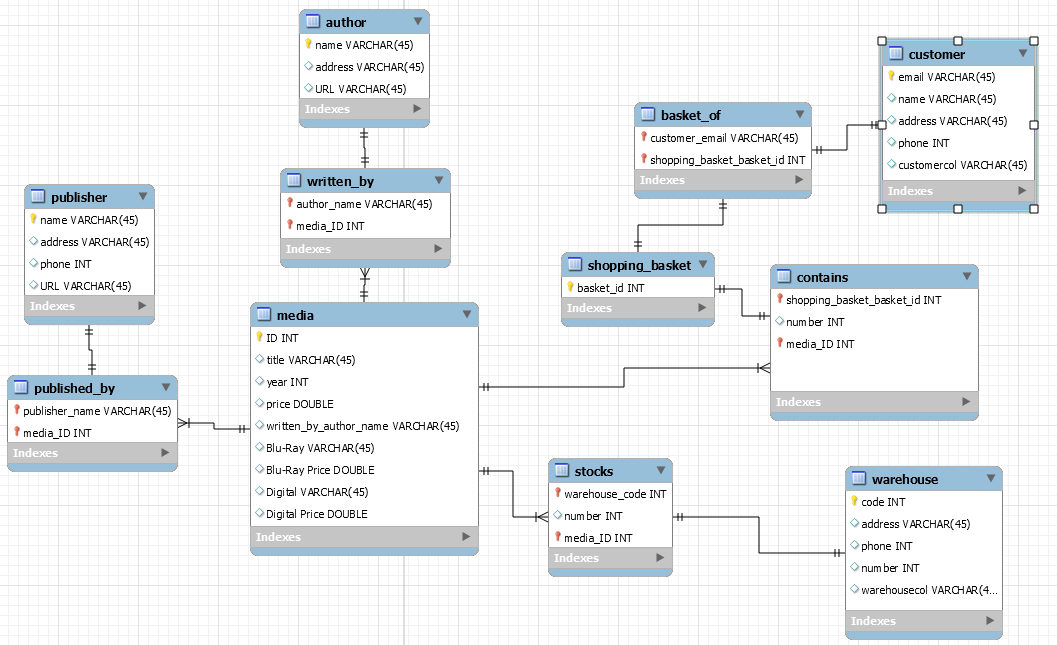 author
name VARCHAR(45)
address VARCHAR(45)
URL VARCHAR(45)
Indexes
customer
email VARCHAR(45)
name VARCHAR(45)
address VARCHAR(45)
phone INT
customercol VARCHAR(45)
Indexes
basket_of
customer_email VARCHAR(45)
shopping_basket_basket_id INT
Indexes
written_by
author_name VARCHAR(45)
media_ID INT
Indexes
publisher
name VARCHAR(45)
address VARCHAR(45)
phone INT
URL VARCHAR(45)
Indexes
shopping_basket
basket_id INT
Indexes
contains
shopping_basket_basket_id INT
number INT
media_ID INT
Indexes
media
ID INT
title VARCHAR(45)
year INT
price DOUBLE
written_by_author_name VARCHAR(45)
Blu-Ray VARCHAR(45)
Blu-Ray Price DOUBLE
Digital VARCHAR(45)
Digital Price DOUBLE
Indexes
published_by
publisher_name VARCHAR(45)
media_ID INT
Indexes
stocks
warehouse_code INT
number INT
media_ID INT
Indexes
warehouse
code INT
address VARCHAR(45)
phone INT
number INT
warehousecol VARCHAR(4...
Indexes